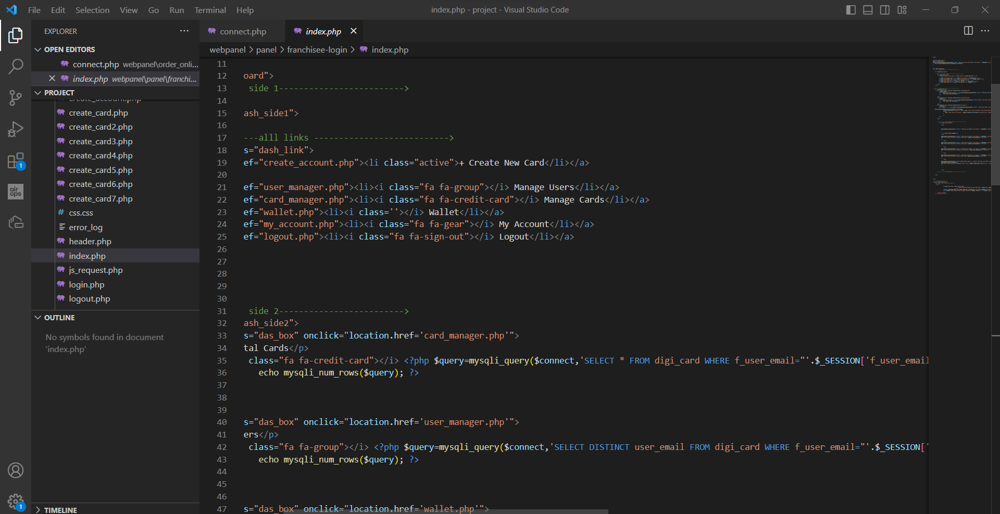 File Edit Selection View Go Run Terminal Help
index.php - project - Visual Studio Code
EXPLORER
OPEN EDITORS
connect.php webpanel\order_onli...
index.php webpanel\panel\franchi...
PROJECT
create_account.php
create_card.php
create_card2.php
create_card3.php
create_card4.php
create_card5.php
create_card6.php
create_card7.php
css.css
error_log
header.php
index.php
js_request.php
login.php
logout.php
OUTLINE
No symbols found in document
'index.php'
TIMELINE
1
air
ops
1
connect.php
index.php
webpanel > panel > franchisee-login > index.php
11
12 oard">
13 side 1------------------------->
14
15 ash_side1">
16
17 ---alll links --------------------------->
18 s="dash_link">
19 ef="create_account.php"><li class="active">+ Create New Card</li></a>
20
21 ef="user_manager.php"><li><i class="fa fa-group"></i> Manage Users</li></a>
22 ef="card_manager.php"><li><i class="fa fa-credit-card"></i> Manage Cards</li></a>
23 ef="wallet.php"><li><i class=''></i> Wallet</li></a>
24 ef="my_account.php"><li><i class="fa fa-gear"></i> My Account</li></a>
25 ef="logout.php"><li><i class="fa fa-sign-out"></i> Logout</li></a>
26
27
28
29
30
31 side 2------------------------->
32 ash_side2">
33 s="das_box" onclick="location.href='card_manager.php'">
34 tal Cards</p>
35 class="fa fa-credit-card"></i> <?php $query=mysqli_query($connect,'SELECT * FROM digi_card WHERE f_user_email="'.$_SESSION['f_user_email
36 echo mysqli_num_rows($query); ?>
37
38
39
40 s="das_box" onclick="location.href='user_manager.php'">
41 ers</p>
42 class="fa fa-group"></i> <?php $query=mysqli_query($connect,'SELECT DISTINCT user_email FROM digi_card WHERE f_user_email="'.$_SESSION['
43 echo mysqli_num_rows($query); ?>
44
45
46
47 s="das_box" onclick="location.href='wallet.php'">